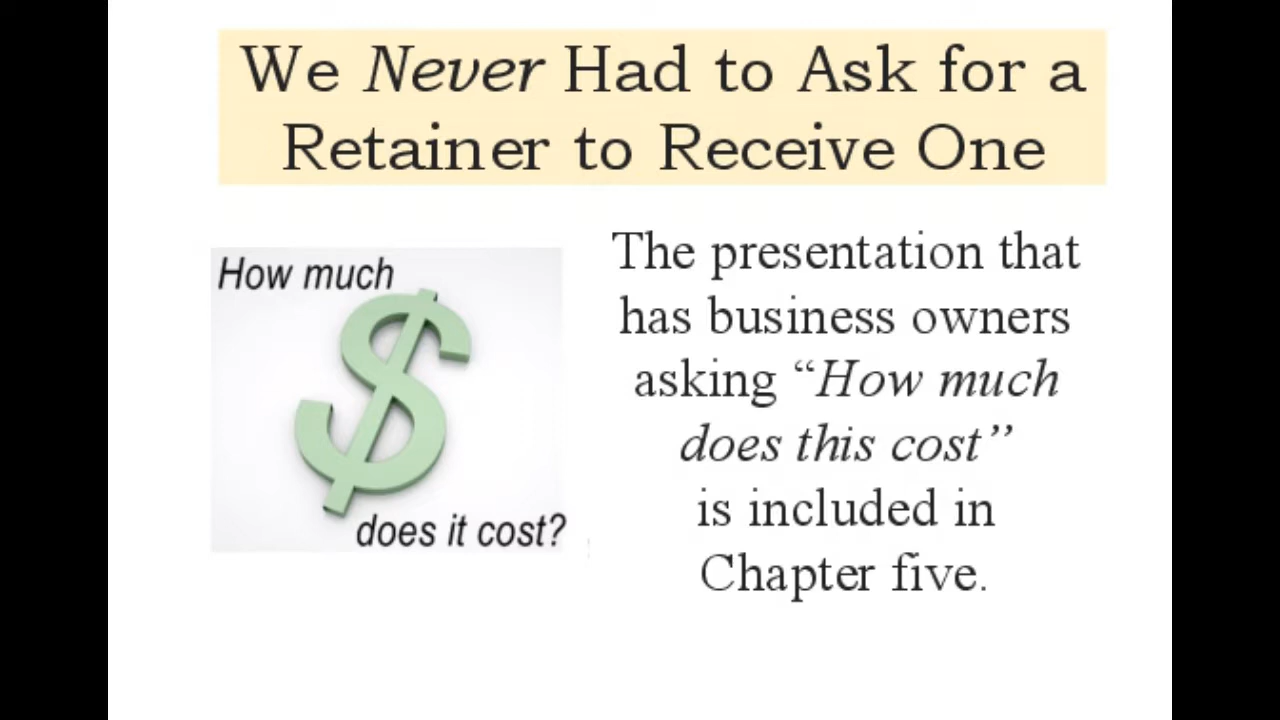 We Never Had to Ask for a
Retainer to Receive One
How much
does it cost?
The presentation that
has business owners
asking “How much
does this cost”
is included in
Chapter five.